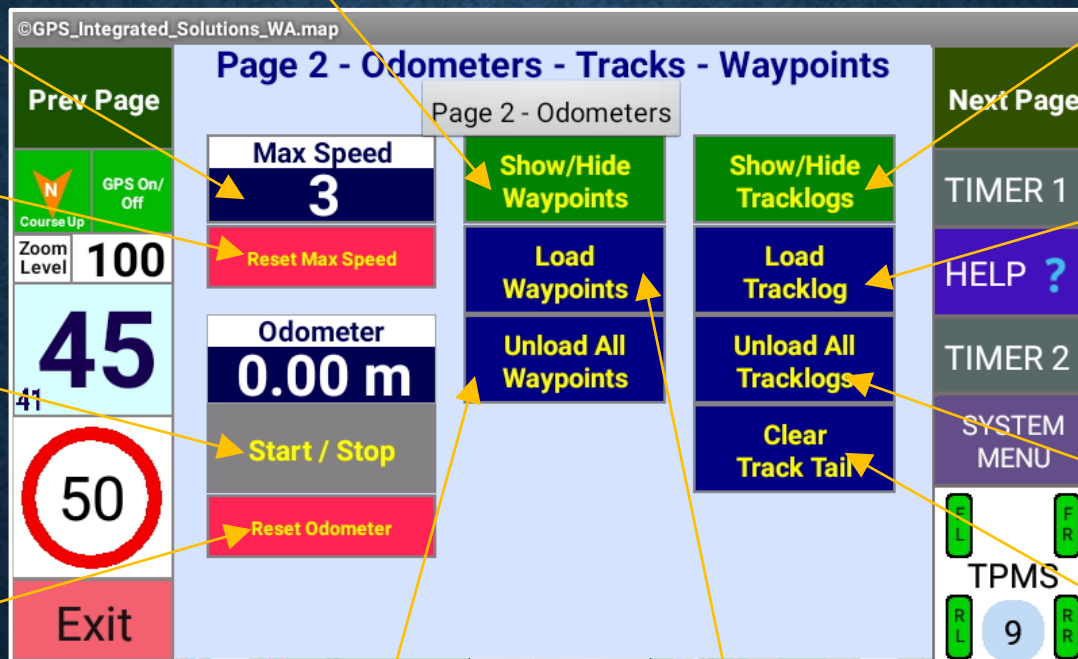 ©GPS_Integrated_Solutions_WA.map
Page 2 - Odometers - Tracks - Waypoints
Page 2 - Odometers
Prev Page
N
Course Up
GPS On/
Off
Zoom
Level
100
45
41
50
Exit
Max Speed
3
Reset Max Speed
Odometer
0.00 m
Start / Stop
Reset Odometer
Show/Hide
Waypoints
Load
Waypoints
Unload All
Waypoints
Show/Hide
Tracklogs
Load
Tracklog
Unload All
Tracklogs
Clear
Track Tail
Next Page
TIMER 1
HELP ?
TIMER 2
SYSTEM
MENU
FL
FR
TPMS
RL
9
RR